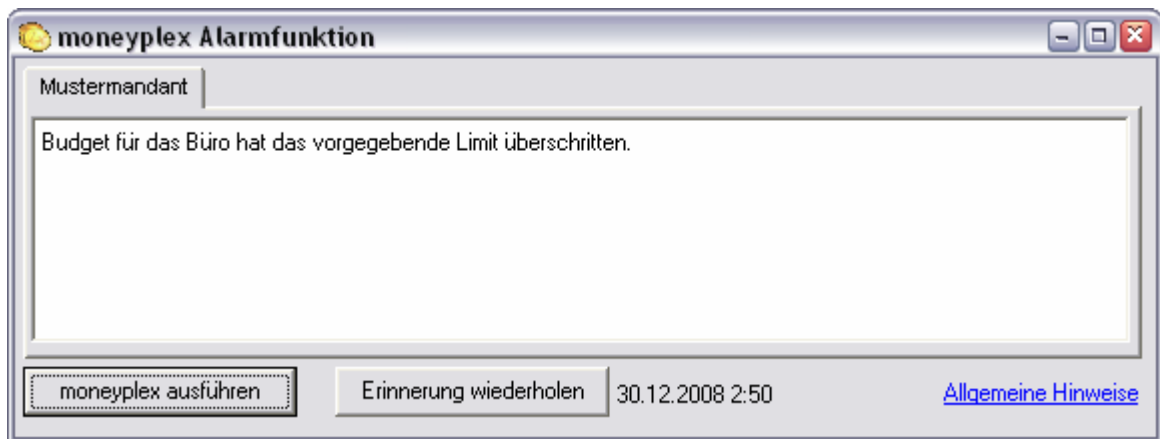 moneyplex Alarmfunktion
Mustermandant
Budget für das Büro hat das vorgegebende Limit überschritten.
moneyplex ausführen
Erinnerung wiederholen
30.12.2008 2:50
Allgemeine Hinweise